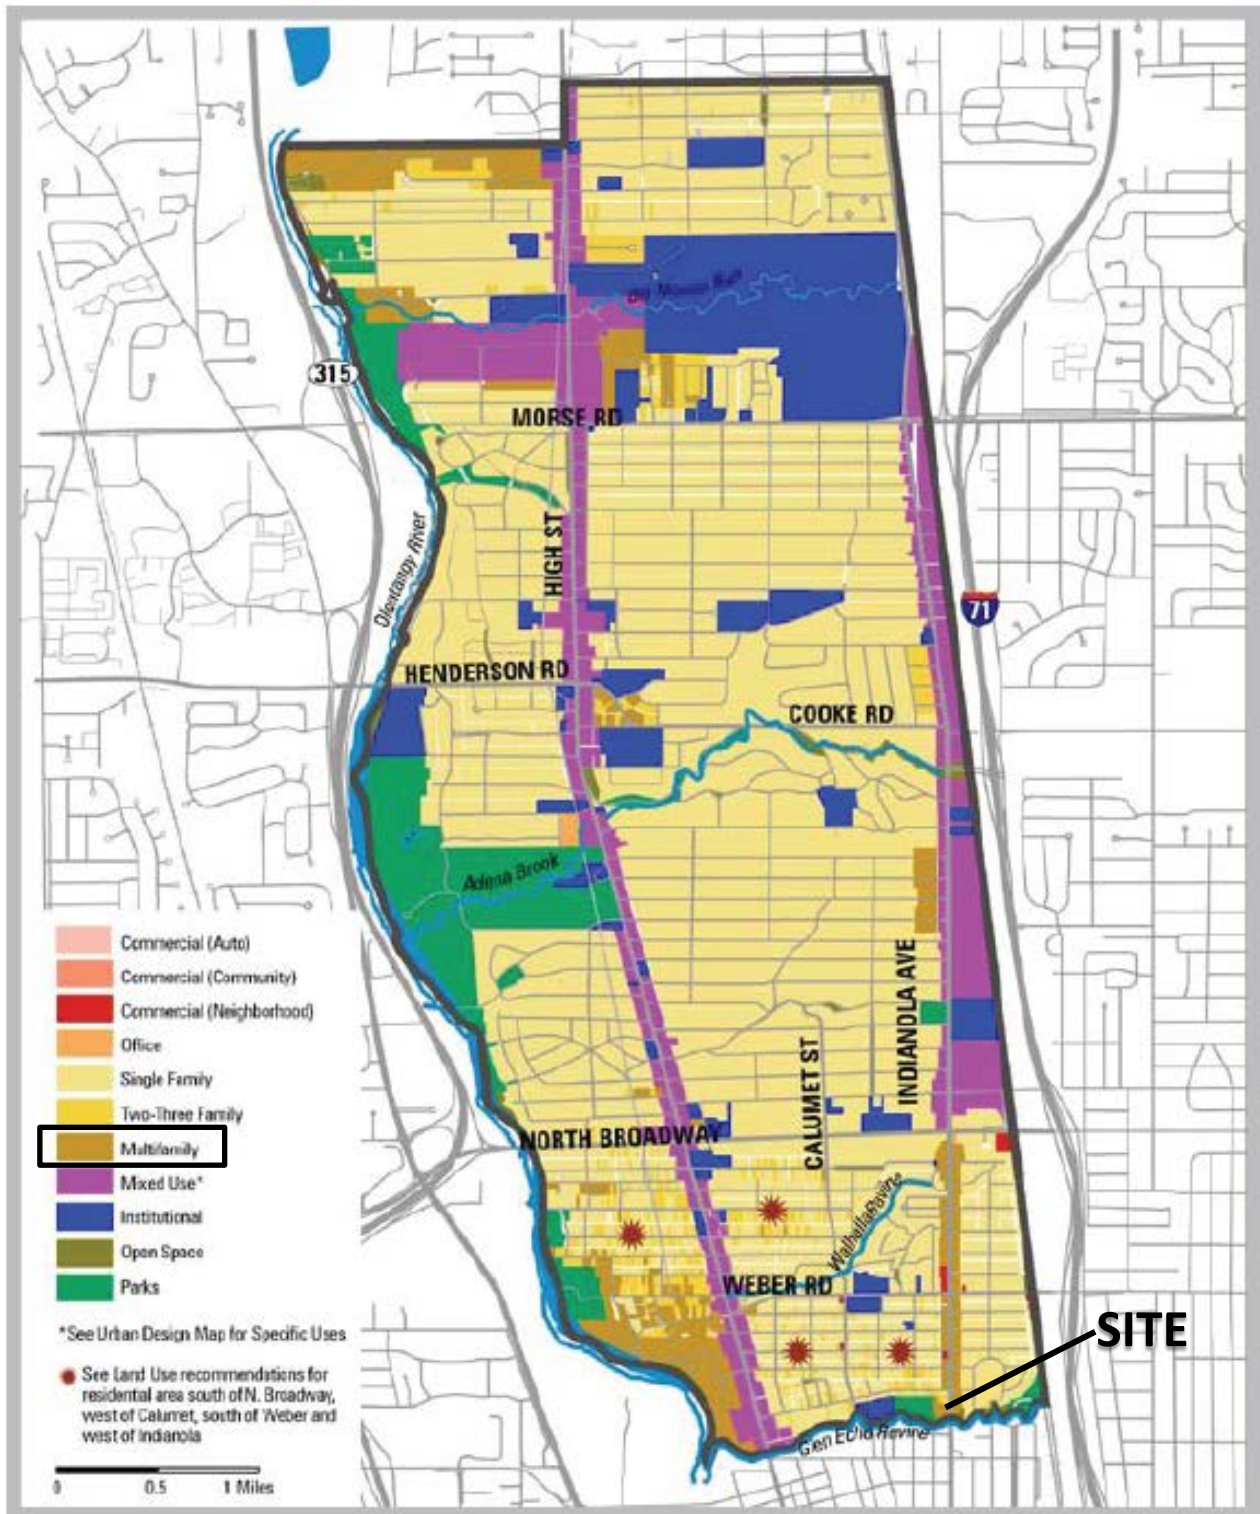 Big Moose Run
315
MORSE RD
HIGH ST
Olentangy River
71
HENDERSON RD
COOKE RD
Adena Brook
INDIANOLA AVE
CALUMET ST
NORTH BROADWAY
Walhalla Ravine
WEBER RD
SITE
Glen Echo Ravine
Commercial (Auto)
Commercial (Community)
Commercial (Neighborhood)
Office
Single Family
Two-Three Family
Multifamily
Mixed Use*
Institutional
Open Space
Parks
*See Urban Design Map for Specific Uses
See Land Use recommendations for
residential area south of N. Broadway,
west of Calumet, south of Weber and
west of Indianola
0 0.5 1 Miles